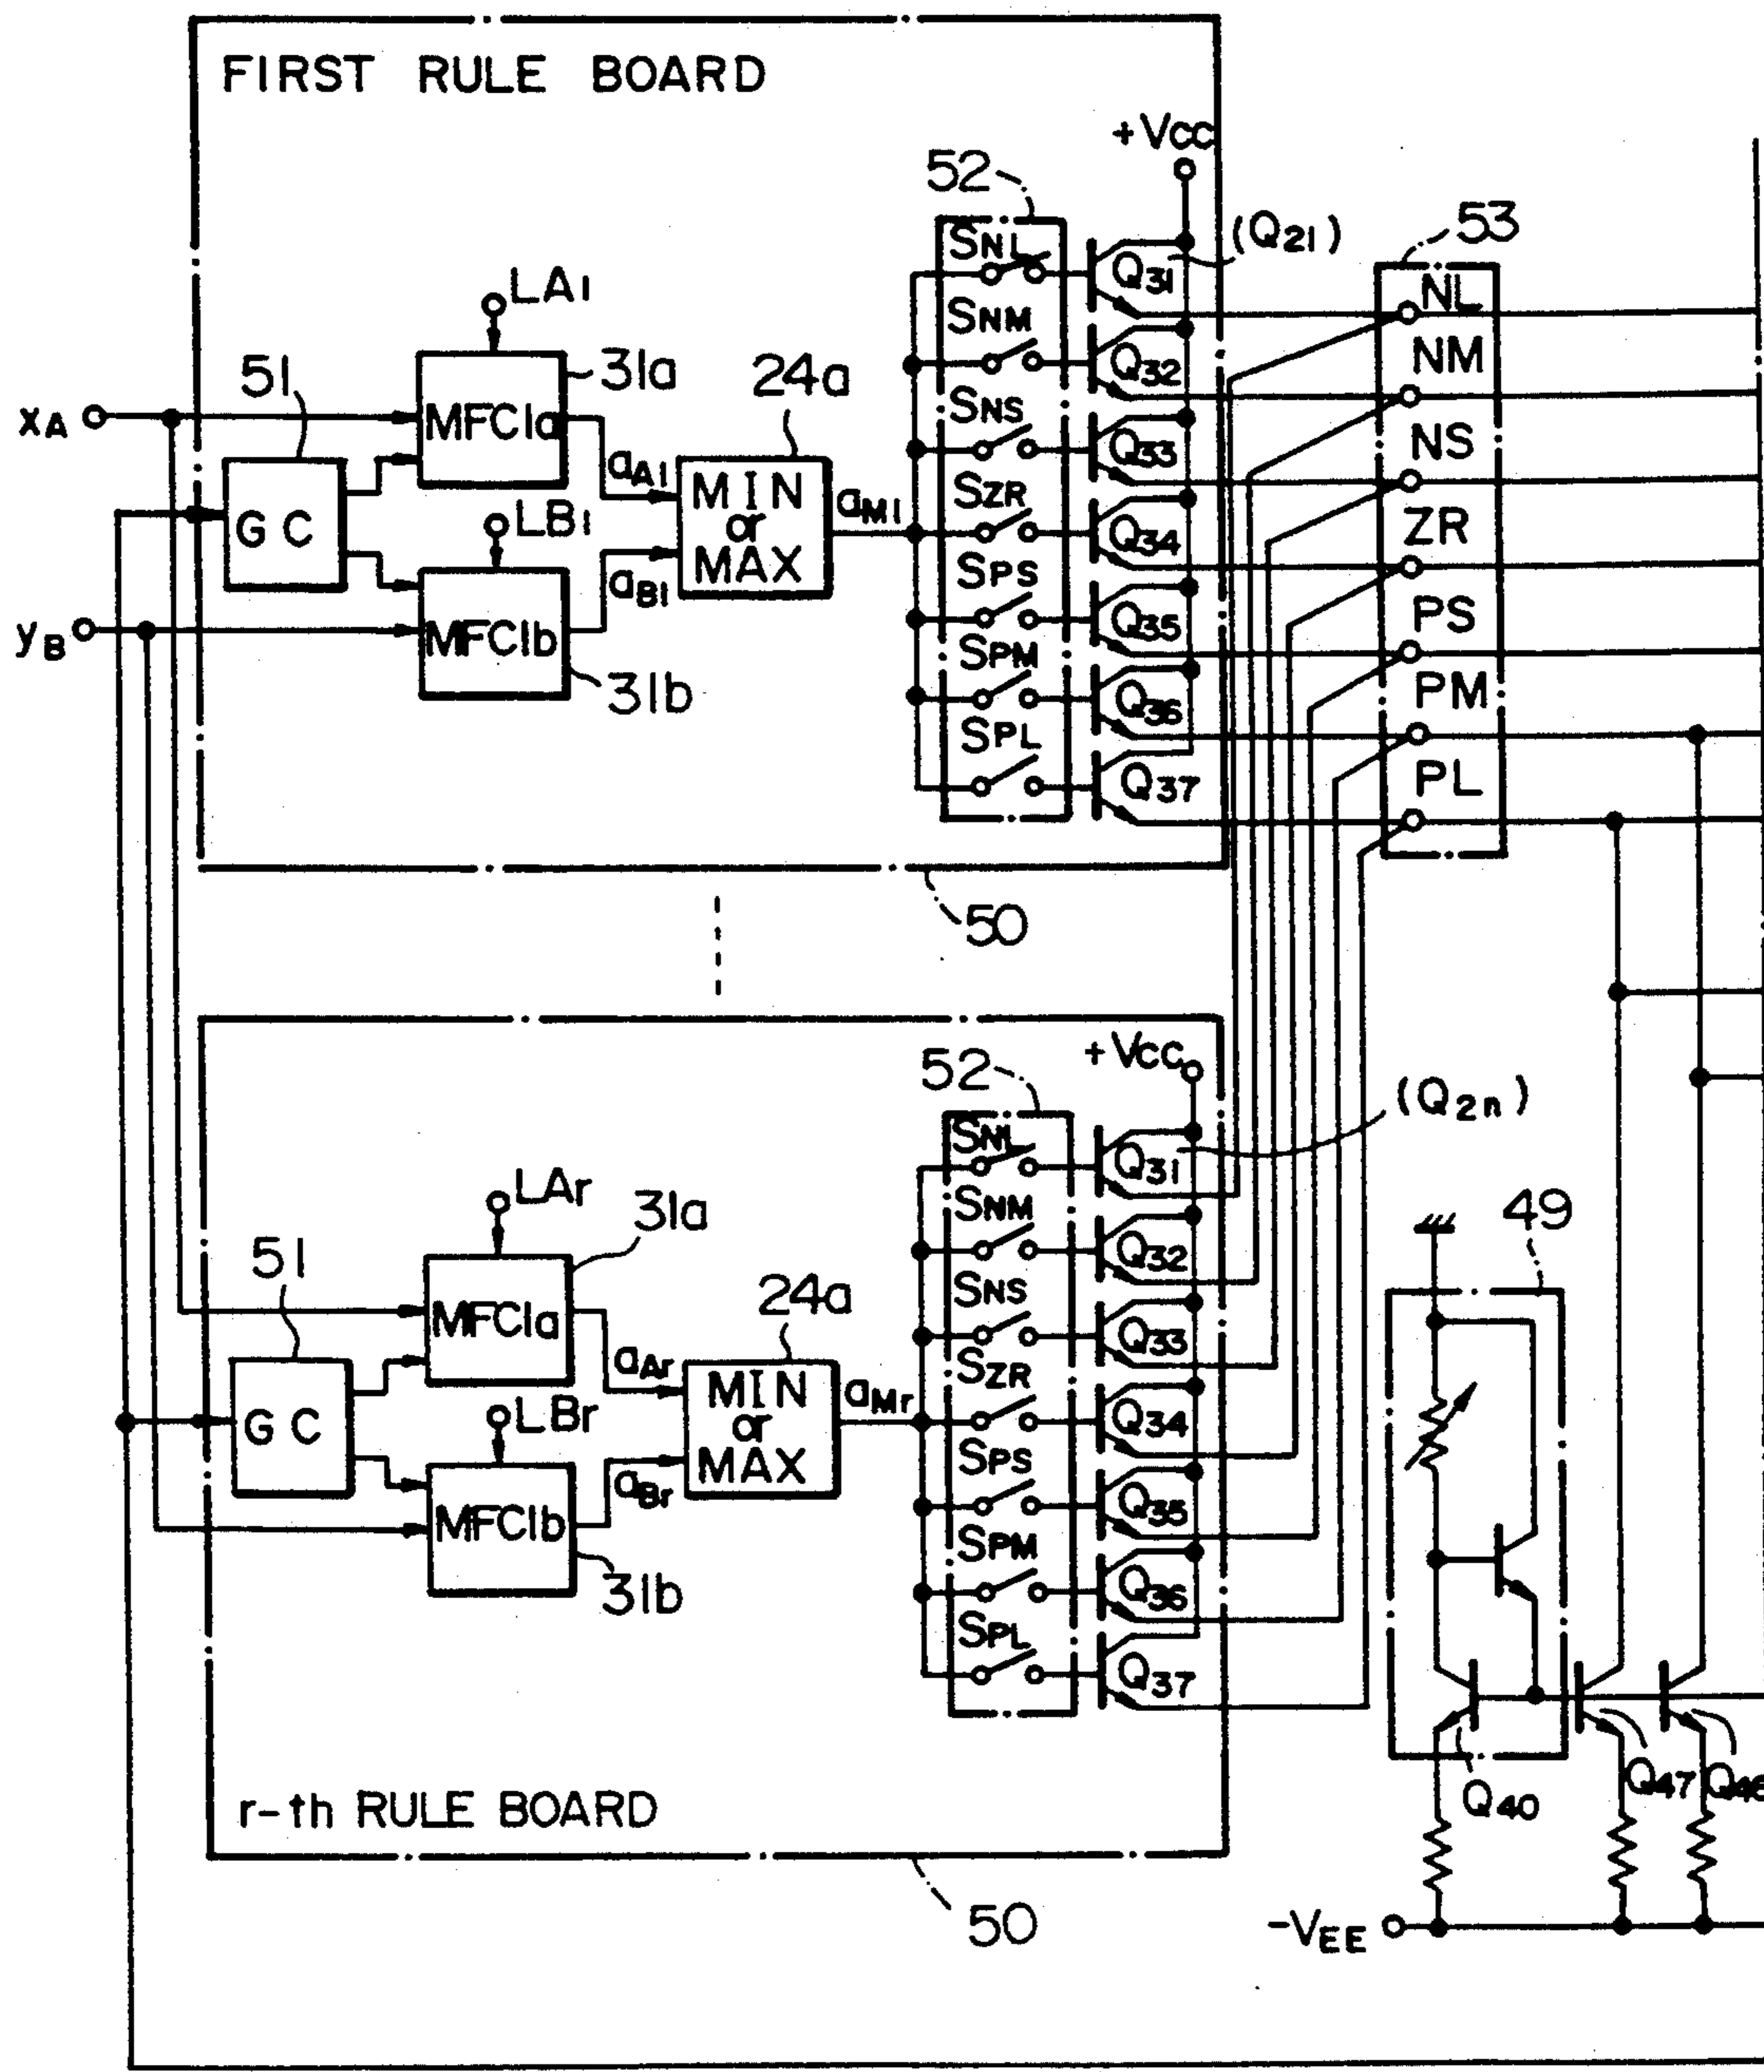 FIRST RULE BOARD
+Vcc
52
(Q21)
53
SNL
Q31
NL
LA1
SNM
Q32
NM
51
31a
24a
xA
MFC1a
SNS
Q33
NS
aA1
MIN
or
MAX
aM1
SZR
Q34
ZR
GC
LB1
aB1
SPS
Q35
PS
yB
MFC1b
31b
SPM
Q36
PM
SPL
Q37
PL
50
+Vcc
52
(Q2n)
SNL
Q31
LAr
31a
SNM
Q32
49
51
24a
MFC1a
SNS
Q33
aAr
MIN
or
MAX
aMr
SZR
Q34
GC
LBr
aBr
SPS
Q35
MFC1b
31b
SPM
Q36
SPL
Q37
Q40
Q47
Q46
r-th RULE BOARD
50
-VEE